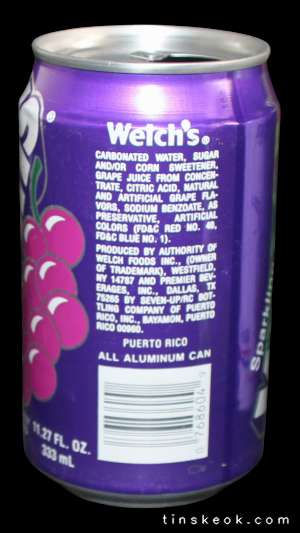 Welch's®
CARBONATED WATER, SUGAR
AND/OR CORN SWEETENER,
GRAPE JUICE FROM CONCEN-
TRATE, CITRIC ACID, NATURAL
AND ARTIFICIAL GRAPE FLA-
VORS, SODIUM BENZOATE, AS
PRESERVATIVE, ARTIFICIAL
COLORS (FD&C RED NO. 40,
FD&C BLUE NO. 1).
PRODUCED BY AUTHORITY OF
WELCH FOODS INC., (OWNER
OF TRADEMARK), WESTFIELD,
NY 14787 AND PREMIER BEV-
ERAGES, INC., DALLAS, TX
75265 BY SEVEN-UP/RC BOT-
TLING COMPANY OF PUERTO
RICO, INC., BAYAMON, PUERTO
RICO 00960.
PUERTO RICO
ALL ALUMINUM CAN
0 768604 9
11.27 FL. OZ.
333 mL
®
tinskeok.com